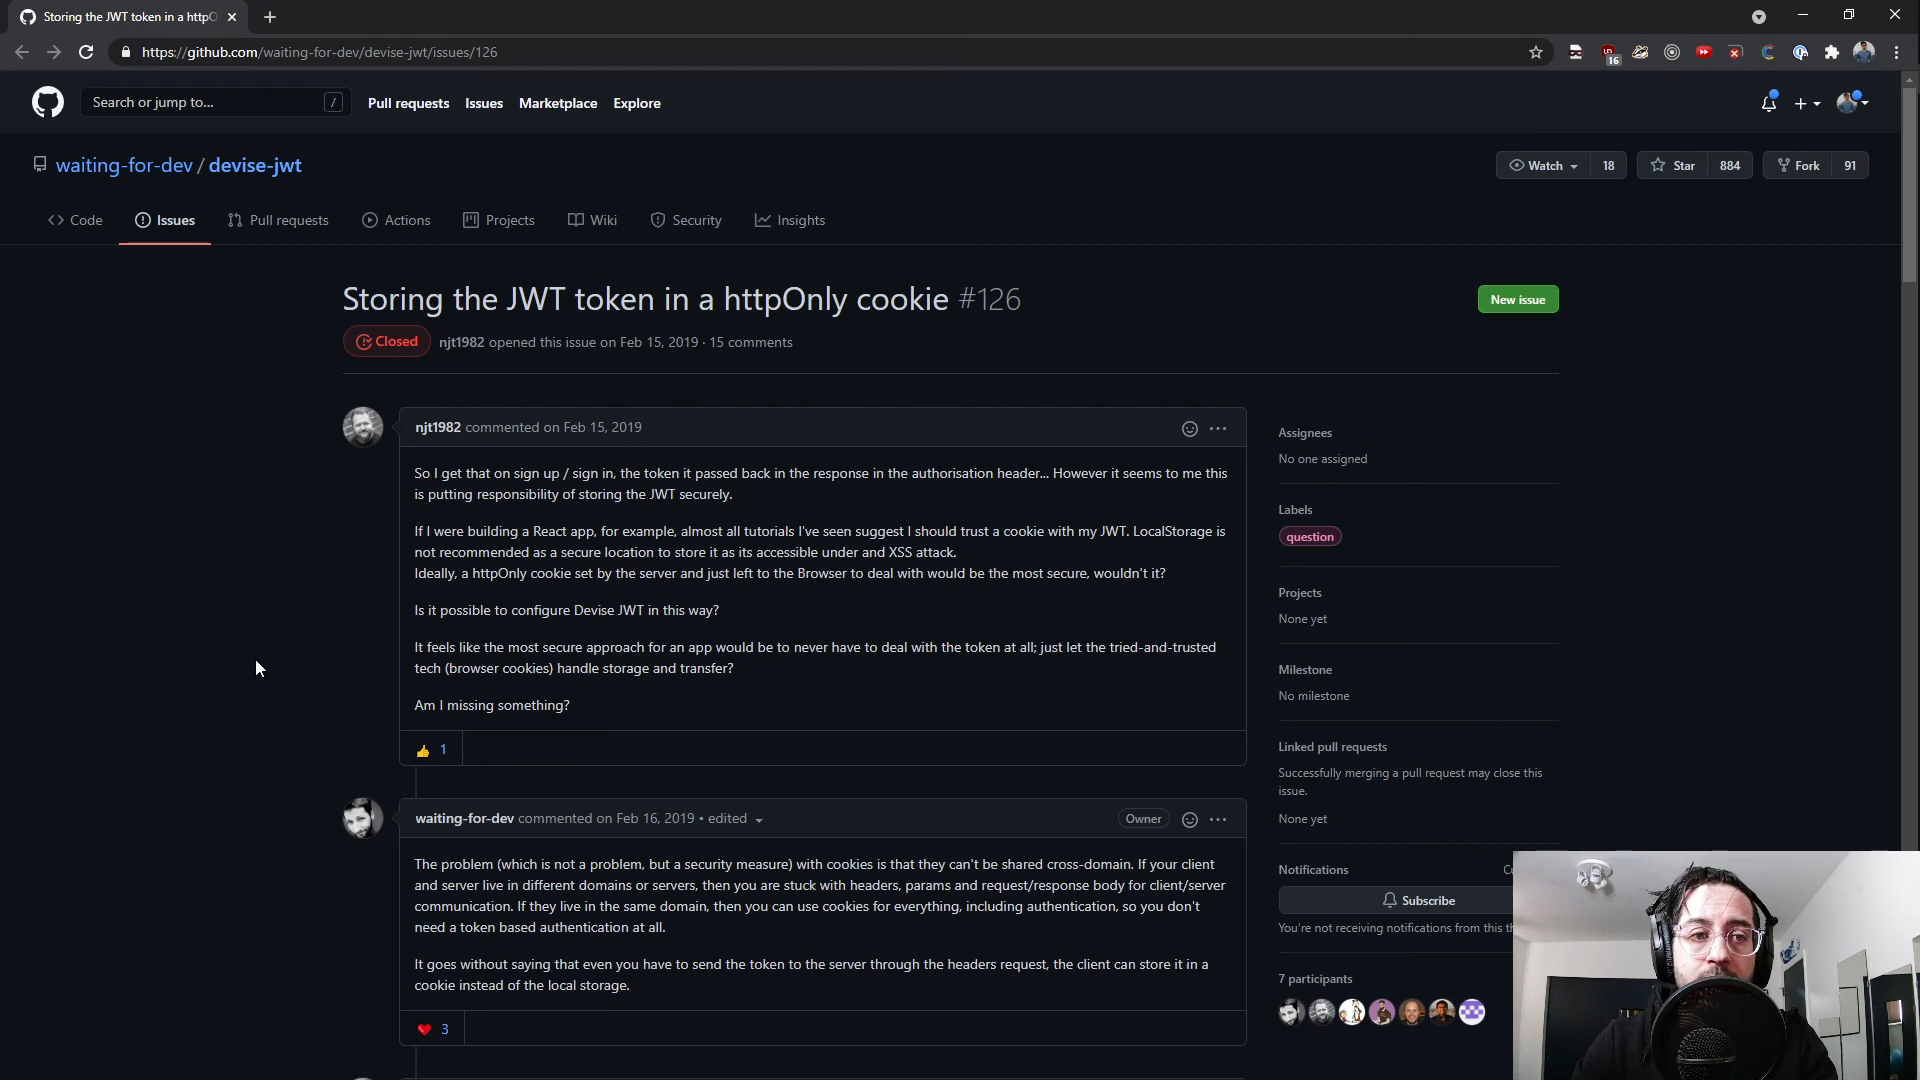 Storing the JWT token in a httpO
https://github.com/waiting-for-dev/devise-jwt/issues/126
16
Search or jump to...
/
Pull requests
Issues
Marketplace
Explore
waiting-for-dev / devise-jwt
Watch 18
Star 884
Fork 91
Code
Issues
Pull requests
Actions
Projects
Wiki
Security
Insights
Storing the JWT token in a httpOnly cookie #126
New issue
Closed
njt1982 opened this issue on Feb 15, 2019 · 15 comments
njt1982 commented on Feb 15, 2019
So I get that on sign up / sign in, the token it passed back in the response in the authorisation header... However it seems to me this
is putting responsibility of storing the JWT securely.
If I were building a React app, for example, almost all tutorials I've seen suggest I should trust a cookie with my JWT. LocalStorage is
not recommended as a secure location to store it as its accessible under and XSS attack.
Ideally, a httpOnly cookie set by the server and just left to the Browser to deal with would be the most secure, wouldn't it?
Is it possible to configure Devise JWT in this way?
It feels like the most secure approach for an app would be to never have to deal with the token at all; just let the tried-and-trusted
tech (browser cookies) handle storage and transfer?
Am I missing something?
1
waiting-for-dev commented on Feb 16, 2019 • edited
Owner
The problem (which is not a problem, but a security measure) with cookies is that they can't be shared cross-domain. If your client
and server live in different domains or servers, then you are stuck with headers, params and request/response body for client/server
communication. If they live in the same domain, then you can use cookies for everything, including authentication, so you don't
need a token based authentication at all.
It goes without saying that even you have to send the token to the server through the headers request, the client can store it in a
cookie instead of the local storage.
3
Assignees
No one assigned
Labels
question
Projects
None yet
Milestone
No milestone
Linked pull requests
Successfully merging a pull request may close this
issue.
None yet
Notifications
Subscribe
You're not receiving notifications from this
7 participants